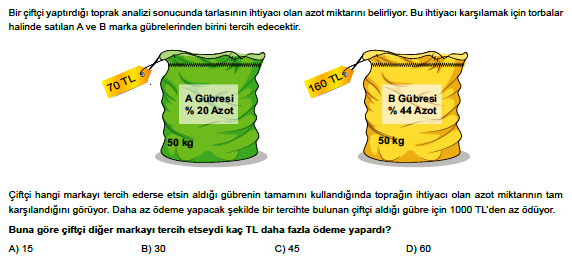 Bir çiftçi yaptırdığı toprak analizi sonucunda tarlasının ihtiyacı olan azot miktarını belirliyor. Bu ihtiyacı karşılamak için torbalar
halinde satılan A ve B marka gübrelerinden birini tercih edecektir.
70 TL
A Gübresi
% 20 Azot
50 kg
160 TL
B Gübresi
% 44 Azot
50 kg
Çiftçi hangi markayı tercih ederse etsin aldığı gübrenin tamamını kullandığında toprağın ihtiyacı olan azot miktarının tam
karşılandığını görüyor. Daha az ödeme yapacak şekilde bir tercihte bulunan çiftçi aldığı gübre için 1000 TL'den az ödüyor.
Buna göre çiftçi diğer markayı tercih etseydi kaç TL daha fazla ödeme yapardı?
A) 15 B) 30 C) 45 D) 60